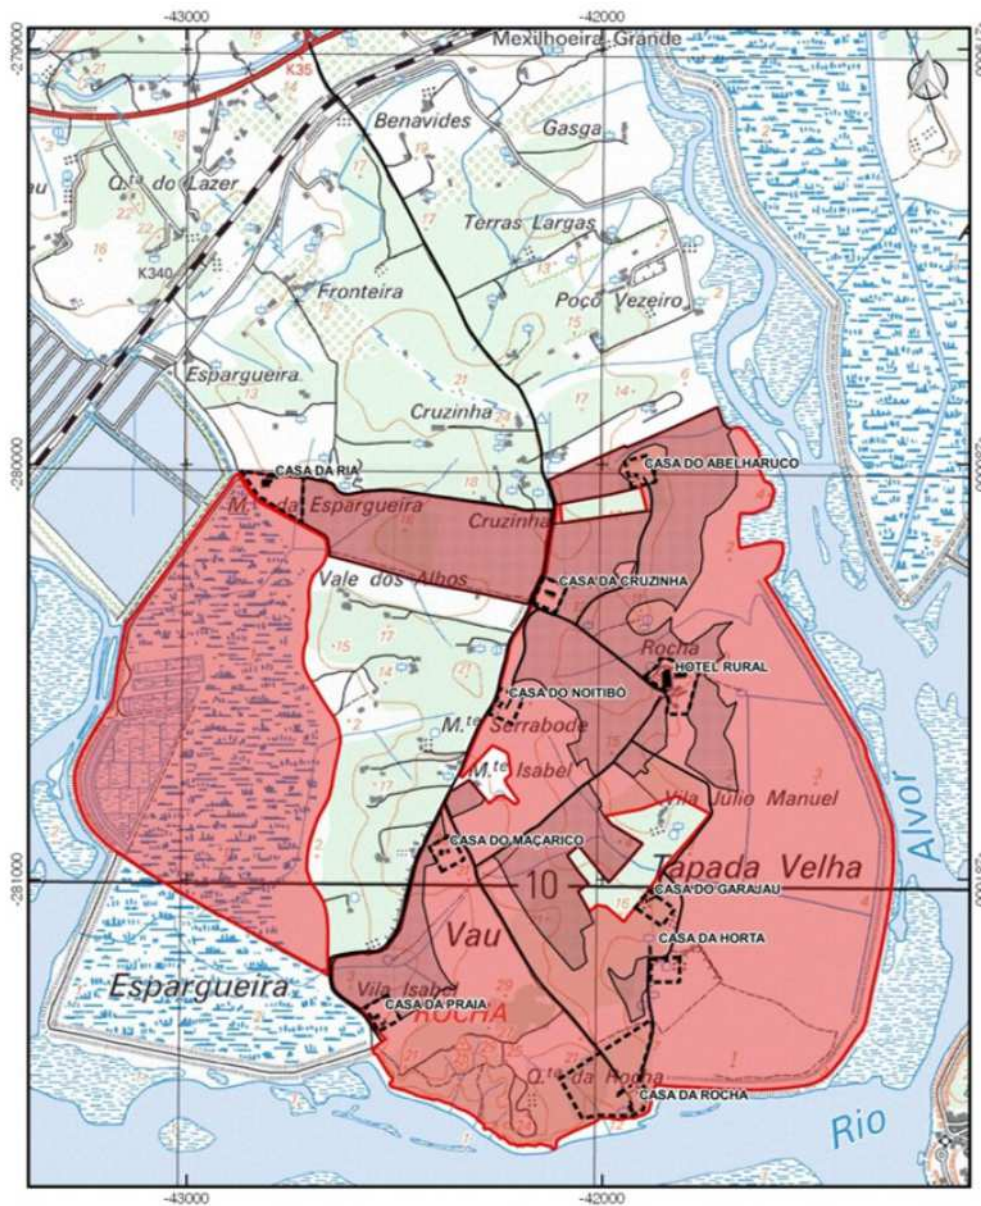 -43000
-42000
-279000
Mexilhoeira Grande
K35
Benavides
Gasga
Q.ta do Lazer
Terras Largas
K340
Fronteira
Poço Vezeiro
Espargueira
Cruzinha
-280000
CASA DA RIA
CASA DO ABELHARUCO
M.te da Espargueira
Cruzinha
Vale dos Alhos
CASA DA CRUZINHA
Rocha
HOTEL RURAL
CASA DO NOITIBÓ
M.te Serrabode
M.te Isabel
Vila Júlio Manuel
CASA DO MAÇARICO
Alvor
Tapada Velha
-281000
10
CASA DO GARAJAU
Vau
CASA DA HORTA
Espargueira
Vila Isabel
CASA DA PRAIA
ROCHA
Q.ta da Rocha
CASA DA ROCHA
Rio
-43000
-42000